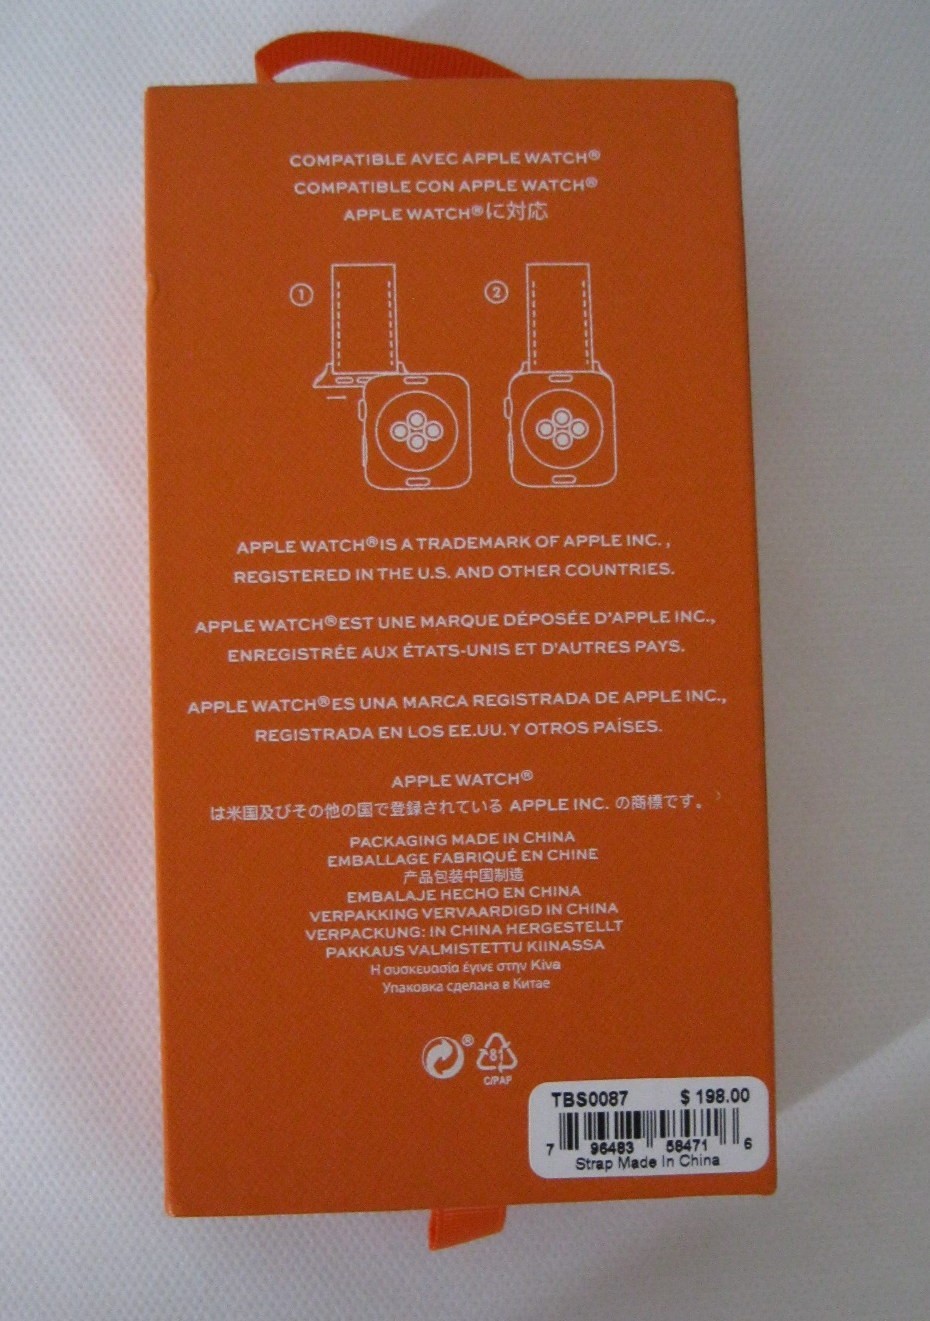 COMPATIBLE AVEC APPLE WATCH®
COMPATIBLE CON APPLE WATCH®
APPLE WATCH®に対応
1
2
APPLE WATCH® IS A TRADEMARK OF APPLE INC. ,
REGISTERED IN THE U.S. AND OTHER COUNTRIES.
APPLE WATCH® EST UNE MARQUE DÉPOSÉE D'APPLE INC.,
ENREGISTRÉE AUX ÉTATS-UNIS ET D'AUTRES PAYS.
APPLE WATCH® ES UNA MARCA REGISTRADA DE APPLE INC.,
REGISTRADA EN LOS EE.UU. Y OTROS PAÍSES.
APPLE WATCH®
は米国及びその他の国で登録されている APPLE INC. の商標です。
PACKAGING MADE IN CHINA
EMBALLAGE FABRIQUÉ EN CHINE
产品包装中国制造
EMBALAJE HECHO EN CHINA
VERPAKKING VERVAARDIGD IN CHINA
VERPACKUNG: IN CHINA HERGESTELLT
PAKKAUS VALMISTETTU KIINASSA
Η συσκευασία έγινε στην Κίνα
Упаковка сделана в Китае
®
81
C/PAP
TBS0087 $ 198.00
7 96483 58471 6
Strap Made In China